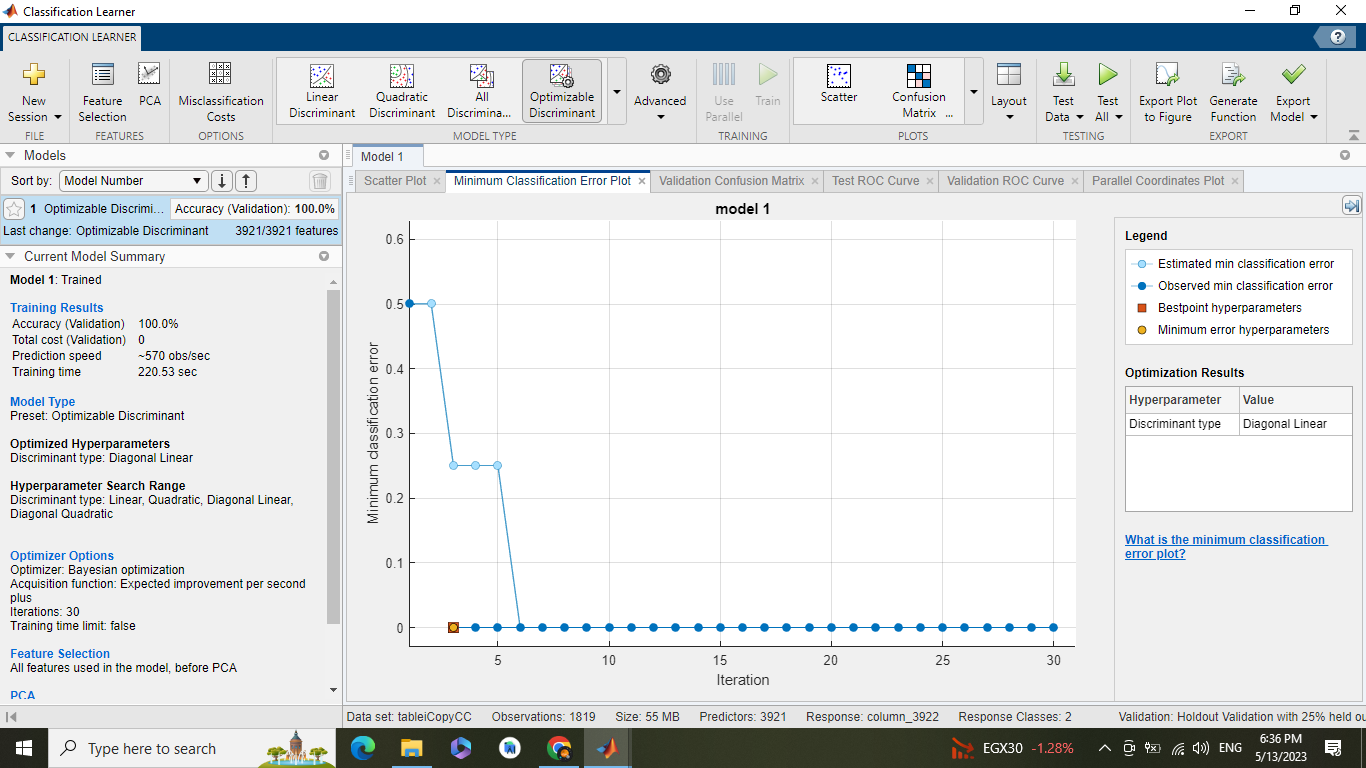 Classification Learner
CLASSIFICATION LEARNER
New
Session
Feature
Selection
PCA
Misclassification
Costs
Linear
Discriminant
Quadratic
Discriminant
All
Discrimina...
Optimizable
Discriminant
Advanced
Use
Parallel
Train
Scatter
Confusion
Matrix ...
Layout
Test
Data
Test
All
Export Plot
to Figure
Generate
Function
Export
Model
FILE
FEATURES
OPTIONS
MODEL TYPE
TRAINING
PLOTS
TESTING
EXPORT
Models
Sort by: Model Number
1 Optimizable Discrimi... Accuracy (Validation): 100.0%
Last change: Optimizable Discriminant 3921/3921 features
Current Model Summary
Model 1: Trained
Training Results
Accuracy (Validation) 100.0%
Total cost (Validation) 0
Prediction speed ~570 obs/sec
Training time 220.53 sec
Model Type
Preset: Optimizable Discriminant
Optimized Hyperparameters
Discriminant type: Diagonal Linear
Hyperparameter Search Range
Discriminant type: Linear, Quadratic, Diagonal Linear,
Diagonal Quadratic
Optimizer Options
Optimizer: Bayesian optimization
Acquisition function: Expected improvement per second
plus
Iterations: 30
Training time limit: false
Feature Selection
All features used in the model, before PCA
PCA
Model 1
Scatter Plot
Minimum Classification Error Plot
Validation Confusion Matrix
Test ROC Curve
Validation ROC Curve
Parallel Coordinates Plot
model 1
0.6
0.5
0.4
0.3
0.2
0.1
0
Minimum classification error
5 10 15 20 25 30
Iteration
Legend
Estimated min classification error
Observed min classification error
Bestpoint hyperparameters
Minimum error hyperparameters
Optimization Results
Hyperparameter Value
Discriminant type Diagonal Linear
What is the minimum classification
error plot?
Data set: tableiCopyCC Observations: 1819 Size: 55 MB Predictors: 3921 Response: column_3922 Response Classes: 2 Validation: Holdout Validation with 25% held ou
Type here to search
EGX30 -1.28%
ENG
6:36 PM
5/13/2023